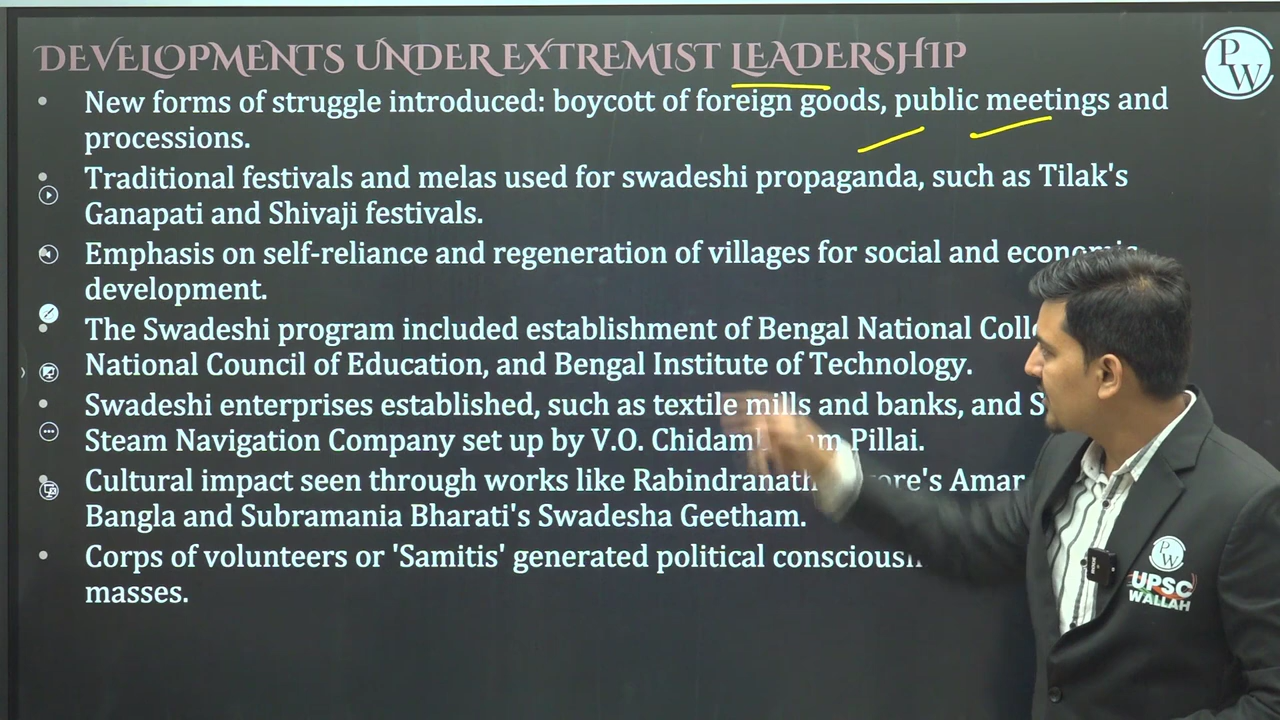 DEVELOPMENTS UNDER EXTREMIST LEADERSHIP
PW
• New forms of struggle introduced: boycott of foreign goods, public meetings and
processions.
• Traditional festivals and melas used for swadeshi propaganda, such as Tilak's
Ganapati and Shivaji festivals.
Emphasis on self-reliance and regeneration of villages for social and economic
development.
• The Swadeshi program included establishment of Bengal National
National Council of Education, and Bengal Institute of Technology.
• Swadeshi enterprises established, such as textile mills and banks, and
Steam Navigation Company set up by V.O. Pillai.
Cultural impact seen through works like Rabindranath Amar
Bangla and Subramania Bharati's Swadesha Geetham.
• Corps of volunteers or 'Samitis' generated political
masses.
PW
UPSC
WALLAH